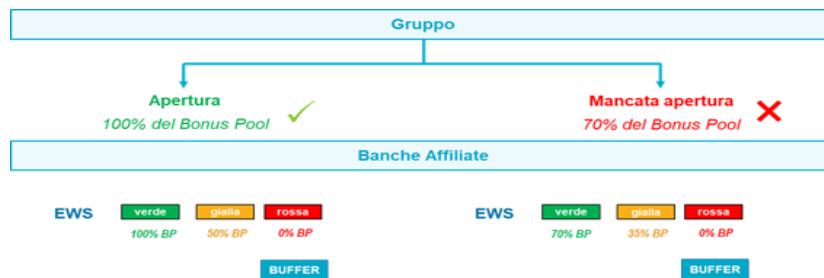 Gruppo
Apertura
100% del Bonus Pool
Mancata apertura
70% del Bonus Pool
Banche Affiliate
EWS verde gialla rossa
100% BP 50% BP 0% BP
BUFFER
EWS verde gialla rossa
70% BP 35% BP 0% BP
BUFFER